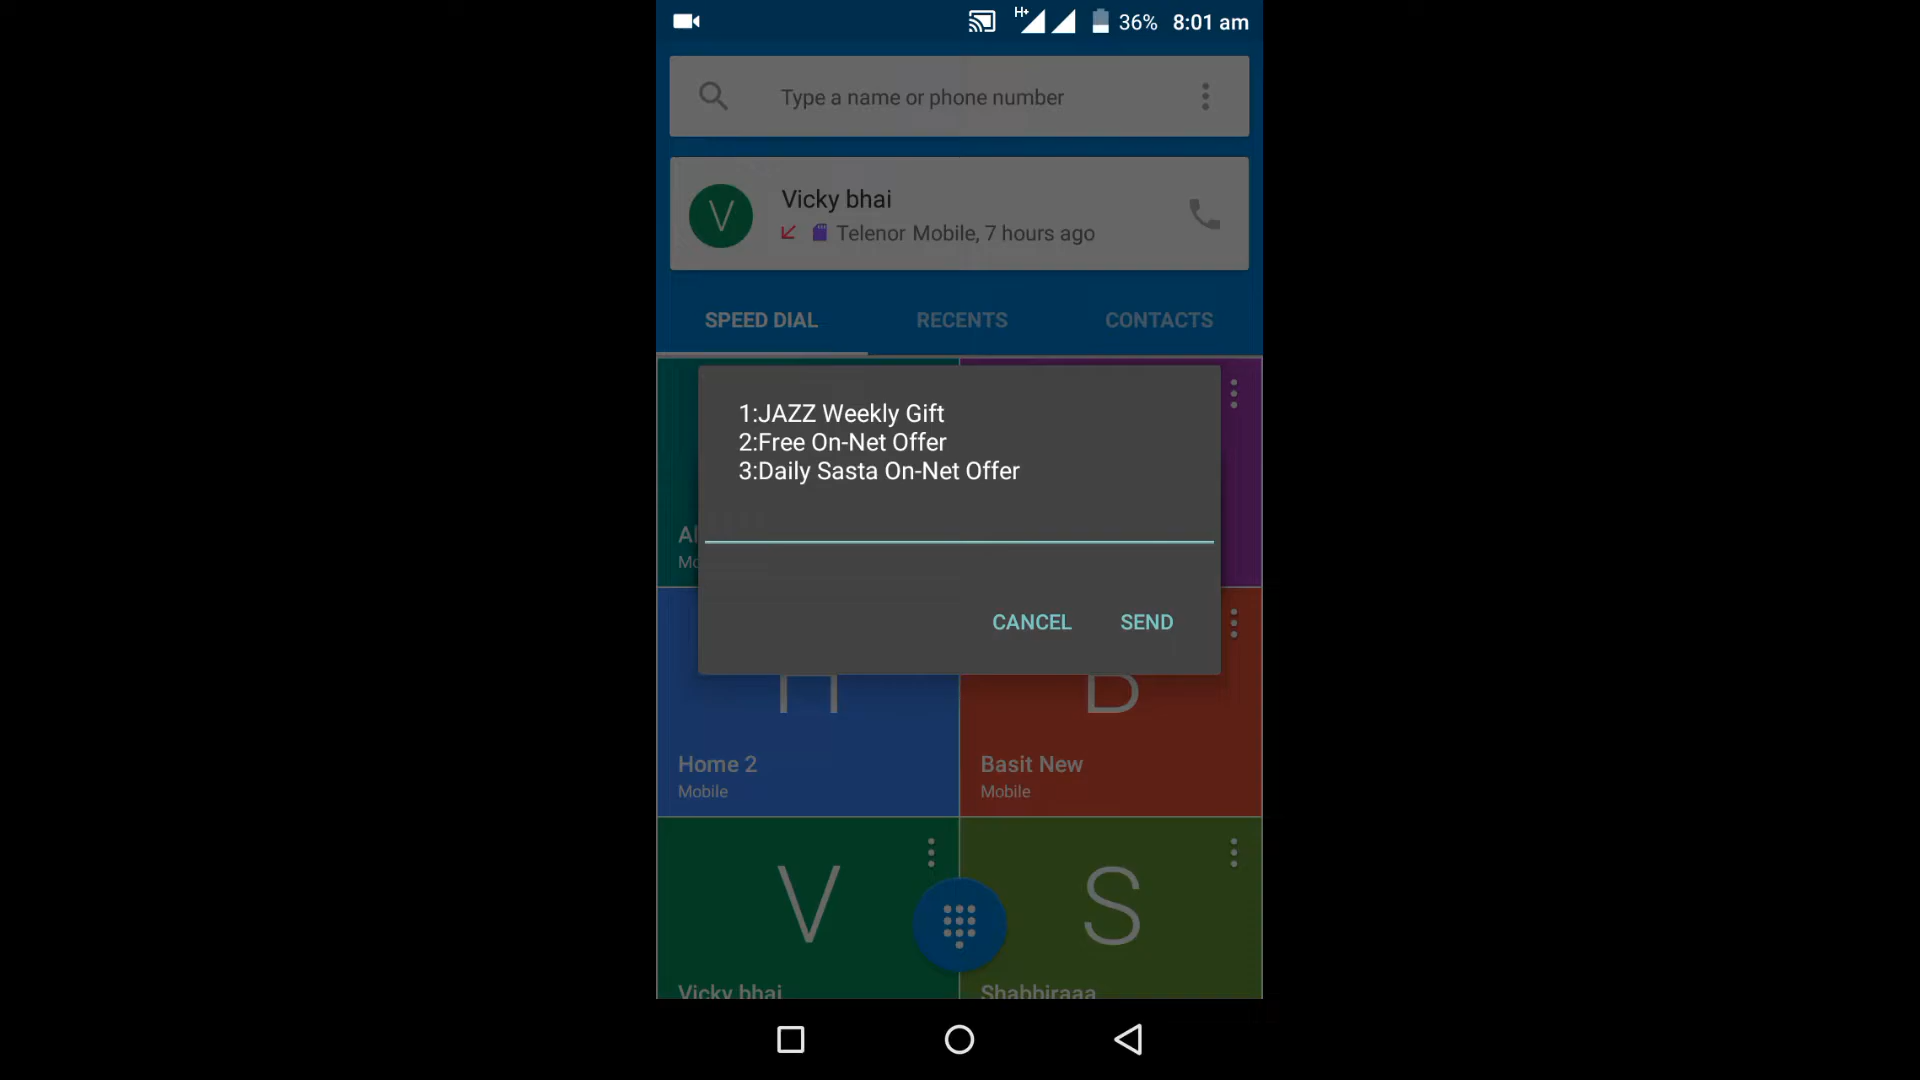 H+ 36% 8:01 am
Type a name or phone number
V
Vicky bhai
Telenor Mobile, 7 hours ago
SPEED DIAL RECENTS CONTACTS
1:JAZZ Weekly Gift
2:Free On-Net Offer
3:Daily Sasta On-Net Offer
CANCEL SEND
H B
Home 2 Basit New
Mobile Mobile
V S
Vicky bhai Shabbiraaa